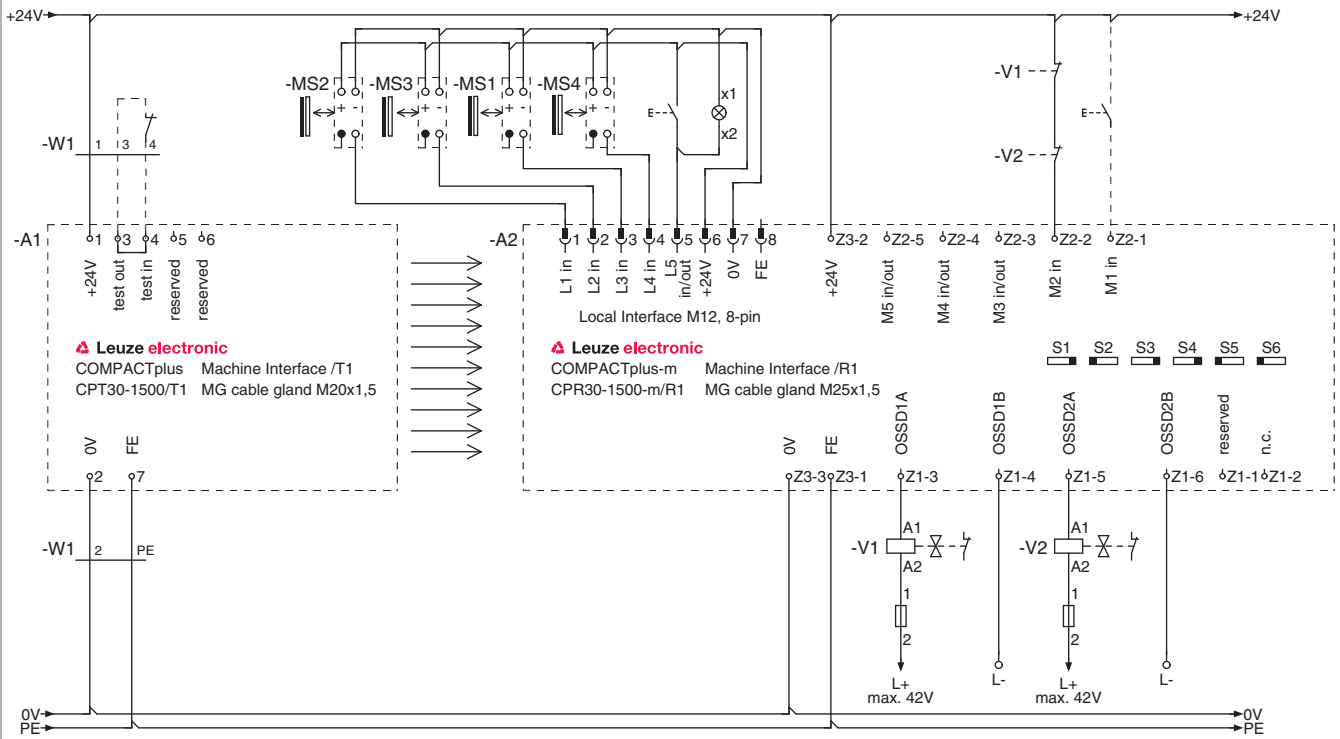 +24V +24V
-MS2 -MS3 -MS1 -MS4
+ - + - + - + -
x1
x2
E
-V1
E
-V2
-W1 1 3 4
-A1 1 3 4 5 6
+24V
test out
test in
reserved
reserved
-A2 1 2 3 4 5 6 7 8
L1 in
L2 in
L3 in
L4 in
L5
in/out
+24V
0V
FE
Z3-2 Z2-5 Z2-4 Z2-3 Z2-2 Z2-1
+24V
M5 in/out
M4 in/out
M3 in/out
M2 in
M1 in
Local Interface M12, 8-pin
Leuze electronic
COMPACTplus Machine Interface /T1
CPT30-1500/T1 MG cable gland M20x1,5
Leuze electronic
COMPACTplus-m Machine Interface /R1
CPR30-1500-m/R1 MG cable gland M25x1,5
S1 S2 S3 S4 S5 S6
0V
FE
2 7
0V
FE
OSSD1A
OSSD1B
OSSD2A
OSSD2B
reserved
n.c.
Z3-3 Z3-1 Z1-3 Z1-4 Z1-5 Z1-6 Z1-1 Z1-2
-W1 2 PE
-V1 A1
A2
1
2
L+
max. 42V
L-
-V2 A1
A2
1
2
L+
max. 42V
L-
0V 0V
PE PE